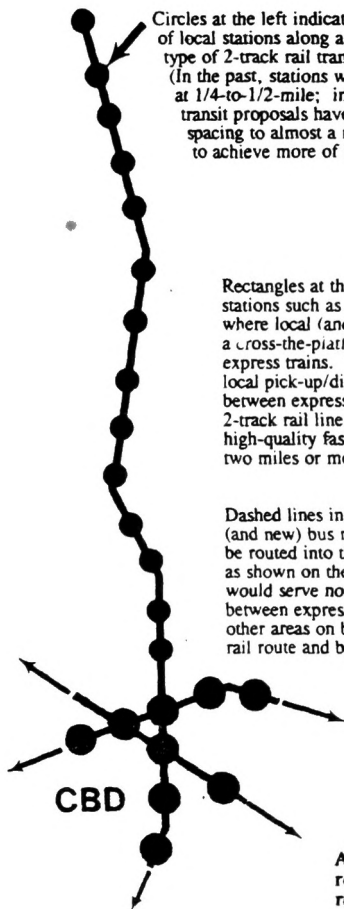 Circles at the left indicat
of local stations along a
type of 2-track rail tran
(In the past, stations w
at 1/4-to-1/2-mile; in
transit proposals have
spacing to almost a
to achieve more of
Rectangles at th
stations such as
where local (and
a cross-the-platf
express trains.
local pick-up/di
between expres
2-track rail line
high-quality fas
two miles or mo
Dashed lines in
(and new) bus r
be routed into t
as shown on the
would serve no
between expres
other areas on b
rail route and b
CBD
A
r
r